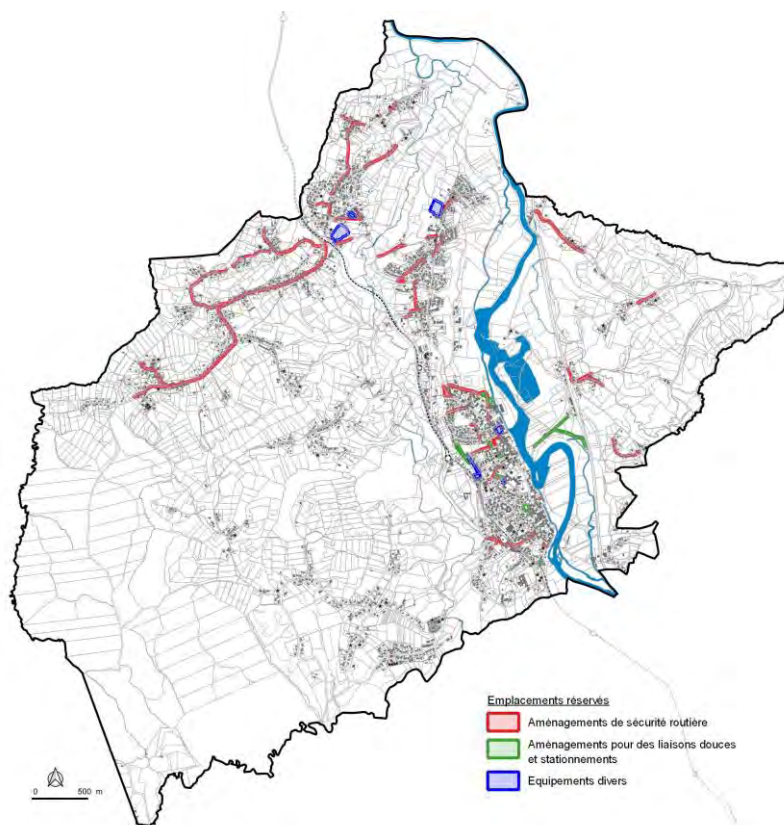 Emplacements réservés
Aménagements de sécurité routière
Aménagements pour des liaisons douces
et stationnements
Equipements divers
0 500 m